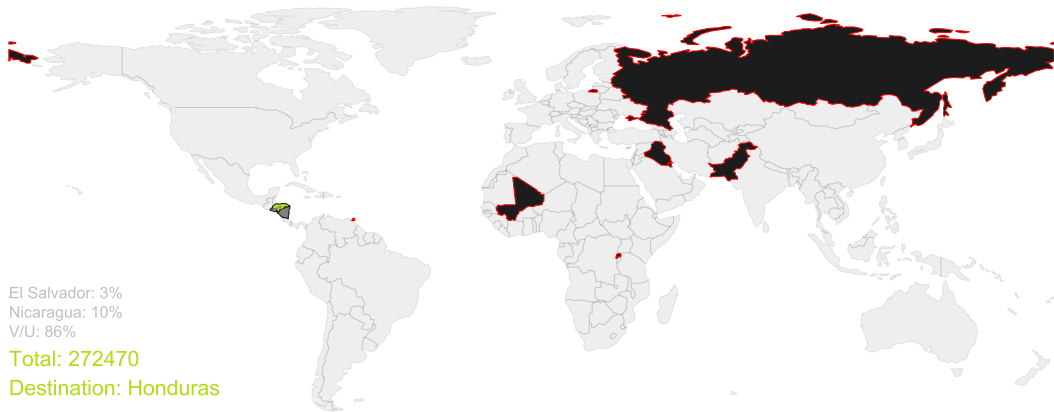 El Salvador: 3%
Nicaragua: 10%
V/U: 86%
Total: 272470
Destination: Honduras